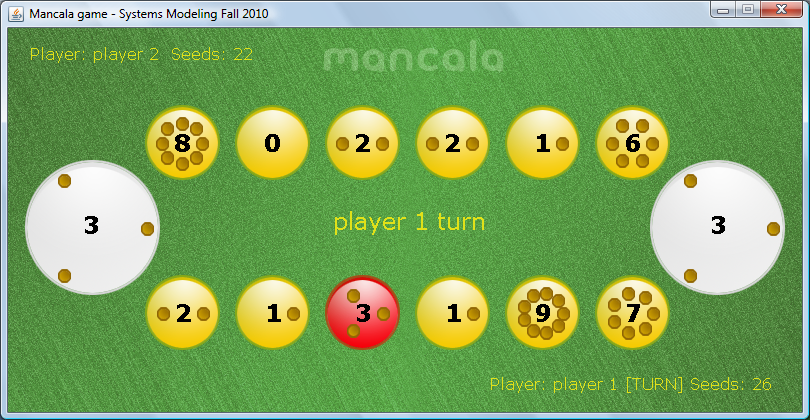 Mancala game - Systems Modeling Fall 2010
Player: player 2 Seeds: 22
mancala
8 0 2 2 1 6
3 3
player 1 turn
2 1 3 1 9 7
Player: player 1 [TURN] Seeds: 26